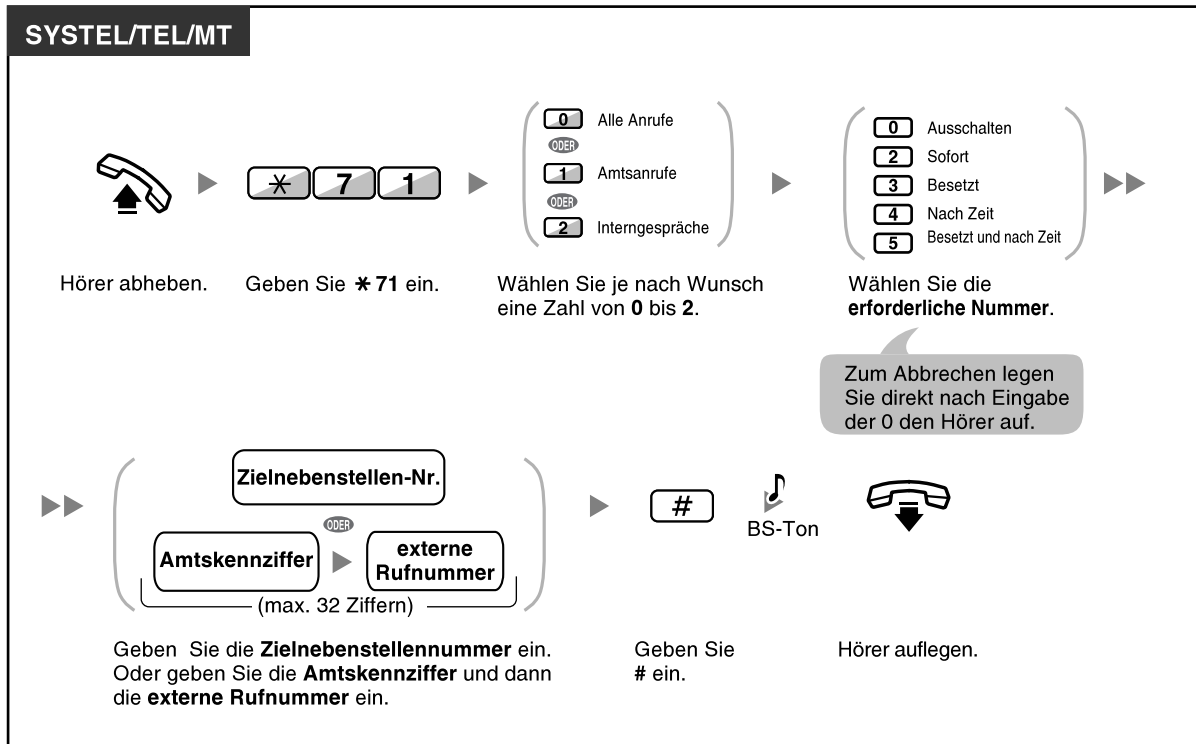 SYSTEL/TEL/MT
0 Alle Anrufe
ODER
1 Amtsanrufe
ODER
2 Interngespräche
0 Ausschalten
2 Sofort
3 Besetzt
4 Nach Zeit
5 Besetzt und nach Zeit
* 7 1
Hörer abheben.
Geben Sie * 71 ein.
Wählen Sie je nach Wunsch
eine Zahl von 0 bis 2.
Wählen Sie die
erforderliche Nummer.
Zum Abbrechen legen
Sie direkt nach Eingabe
der 0 den Hörer auf.
Zielnebenstellen-Nr.
ODER
Amtskennziffer
externe
Rufnummer
(max. 32 Ziffern)
#
BS-Ton
Geben Sie die Zielnebenstellennummer ein.
Oder geben Sie die Amtskennziffer und dann
die externe Rufnummer ein.
Geben Sie
# ein.
Hörer auflegen.